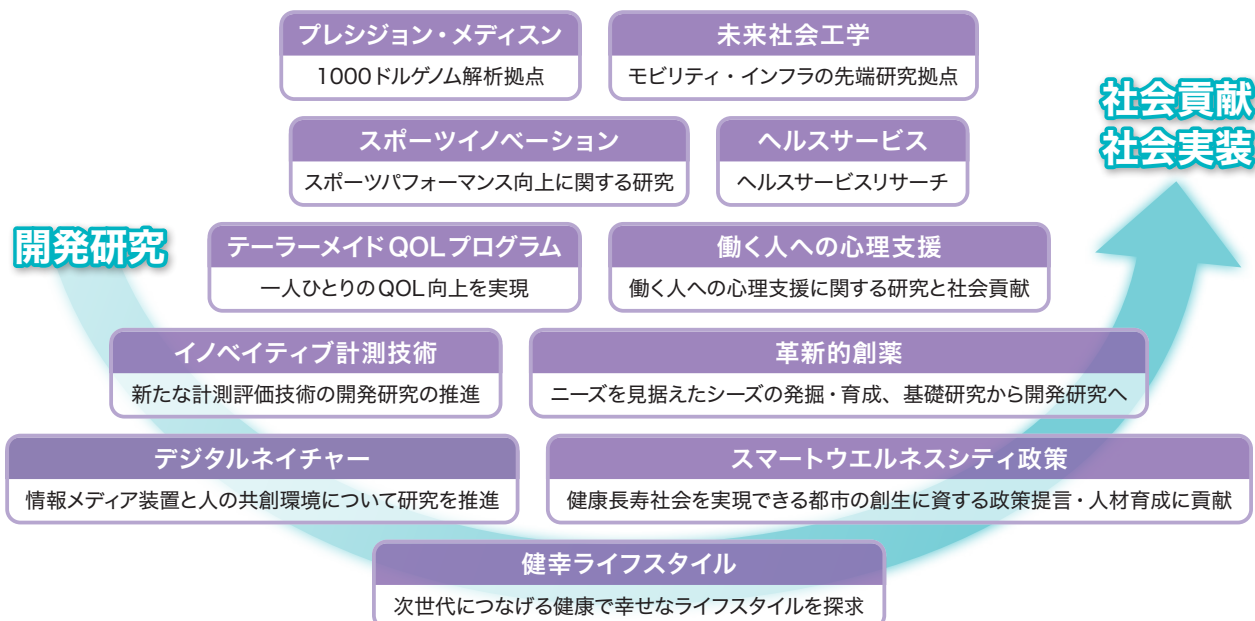 プレシジョン・メディスン
1000ドルゲノム解析拠点
未来社会工学
モビリティ・インフラの先端研究拠点
社会貢献
社会実装
スポーツイノベーション
スポーツパフォーマンス向上に関する研究
ヘルスサービス
ヘルスサービスリサーチ
開発研究
テーラーメイドQOLプログラム
一人ひとりのQOL向上を実現
働く人への心理支援
働く人への心理支援に関する研究と社会貢献
イノベイティブ計測技術
新たな計測評価技術の開発研究の推進
革新的創薬
ニーズを見据えたシーズの発掘・育成、基礎研究から開発研究へ
デジタルネイチャー
情報メディア装置と人の共創環境について研究を推進
スマートウエルネスシティ政策
健康長寿社会を実現できる都市の創生に資する政策提言・人材育成に貢献
健幸ライフスタイル
次世代につなげる健康で幸せなライフスタイルを探求